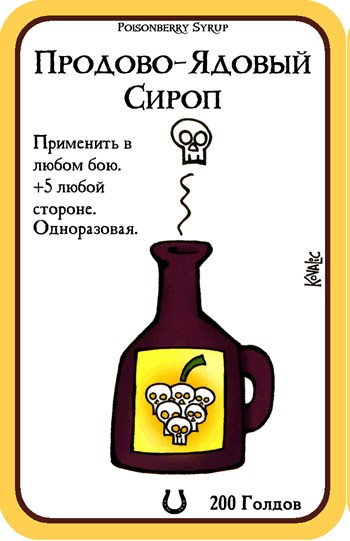 Poisonberry Syrup
Продово-Ядовый
Сироп
Применить в
любом бою.
+5 любой
стороне.
Одноразовая.
Kovalic
200 Голдов